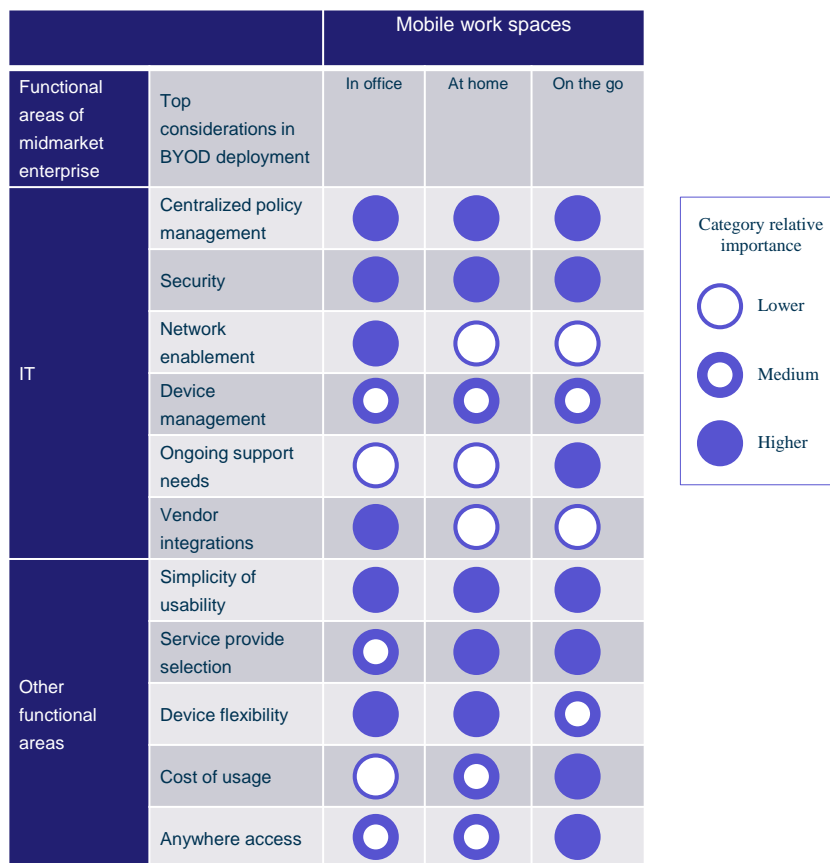 Mobile work spaces
Functional
areas of
midmarket
enterprise
Top
considerations in
BYOD deployment
In office
At home
On the go
IT
Centralized policy
management
Security
Network
enablement
Device
management
Ongoing support
needs
Vendor
integrations
Other
functional
areas
Simplicity of
usability
Service provide
selection
Device flexibility
Cost of usage
Anywhere access
Category relative
importance
Lower
Medium
Higher